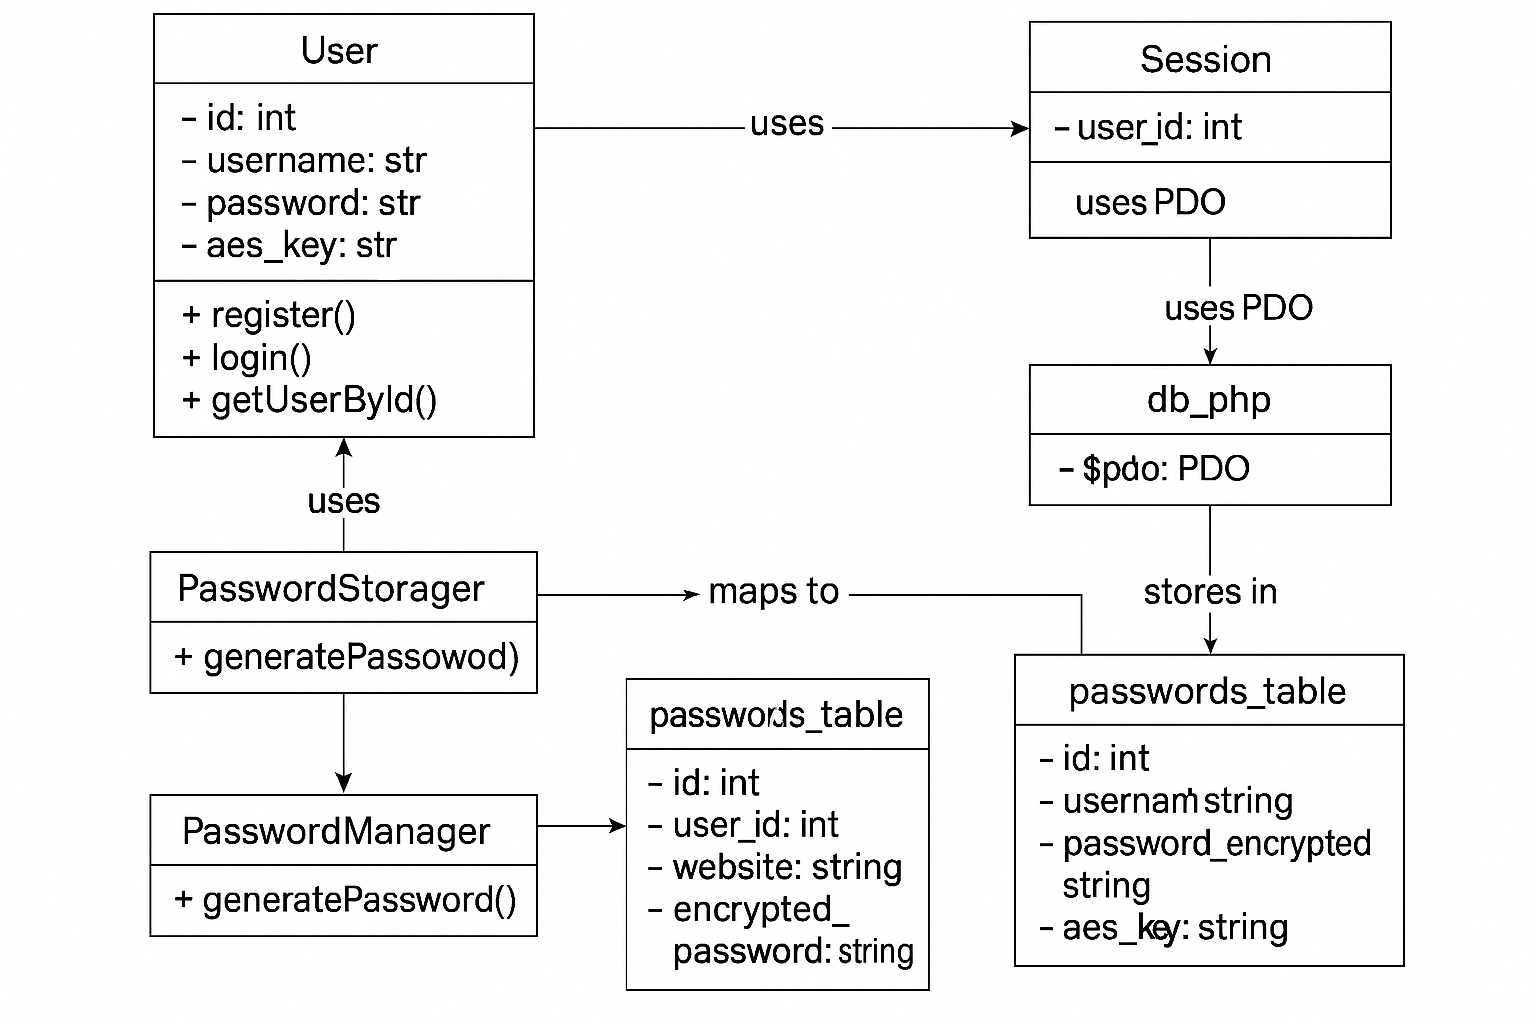 User
– id: int
– username: str
– password: str
– aes_key: str
+ register()
+ login()
+ getUserById()
uses
Session
– user_id: int
uses PDO
uses PDO
db_php
– $pdo: PDO
stores in
uses
PasswordStorager
+ generatePassowod)
maps to
PasswordManager
+ generatePassword()
passwords_table
– id: int
– user_id: int
– website: string
– encrypted_
password: string
passwords_table
– id: int
– usernam string
– password_encrypted
string
– aes_key: string